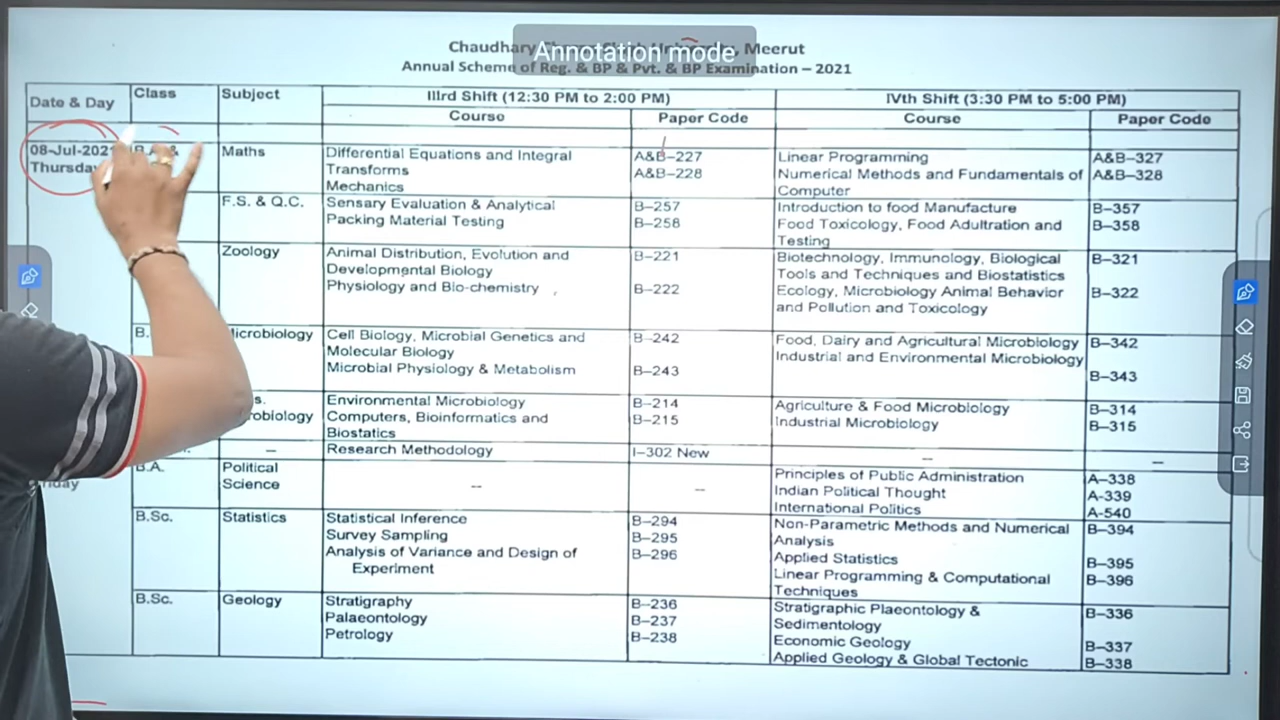 Annotation mode
Chaudhary, Meerut
Annual Scheme of Reg. & BP & Pvt. & BP Examination – 2021
Date & Day Class Subject IIIrd Shift (12:30 PM to 2:00 PM) IVth Shift (3:30 PM to 5:00 PM)
Course Paper Code Course Paper Code
08-Jul-2021 Maths Differential Equations and Integral A&B–227 Linear Programming A&B–327
Thursday Transforms A&B–228 Numerical Methods and Fundamentals of A&B–328
Mechanics Computer
F.S. & Q.C. Sensary Evaluation & Analytical B–257 Introduction to food Manufacture B–357
Packing Material Testing B–258 Food Toxicology, Food Adultration and B–358
Testing
Zoology Animal Distribution, Evolution and B–221 Biotechnology, Immunology, Biological B–321
Developmental Biology Tools and Techniques and Biostatistics
Physiology and Bio-chemistry B–222 Ecology, Microbiology Animal Behavior B–322
and Pollution and Toxicology
B. icrobiology Cell Biology, Microbial Genetics and B–242 Food, Dairy and Agricultural Microbiology B–342
Molecular Biology Industrial and Environmental Microbiology
Microbial Physiology & Metabolism B–243 B–343
s. Environmental Microbiology B–214 Agriculture & Food Microbiology B–314
robiology Computers, Bioinformatics and B–215 Industrial Microbiology B–315
Biostatics
-- Research Methodology I–302 New -- --
B.A. Political -- -- Principles of Public Administration A–338
Science Indian Political Thought A-339
International Politics A-540
B.Sc. Statistics Statistical Inference B–294 Non-Parametric Methods and Numerical B–394
Survey Sampling B–295 Analysis
Analysis of Variance and Design of B–296 Applied Statistics B–395
Experiment Linear Programming & Computational B–396
Techniques
B.Sc. Geology Stratigraphy B–236 Stratigraphic Plaeontology & B–336
Palaeontology B–237 Sedimentology
Petrology B–238 Economic Geology B–337
Applied Geology & Global Tectonic B–338